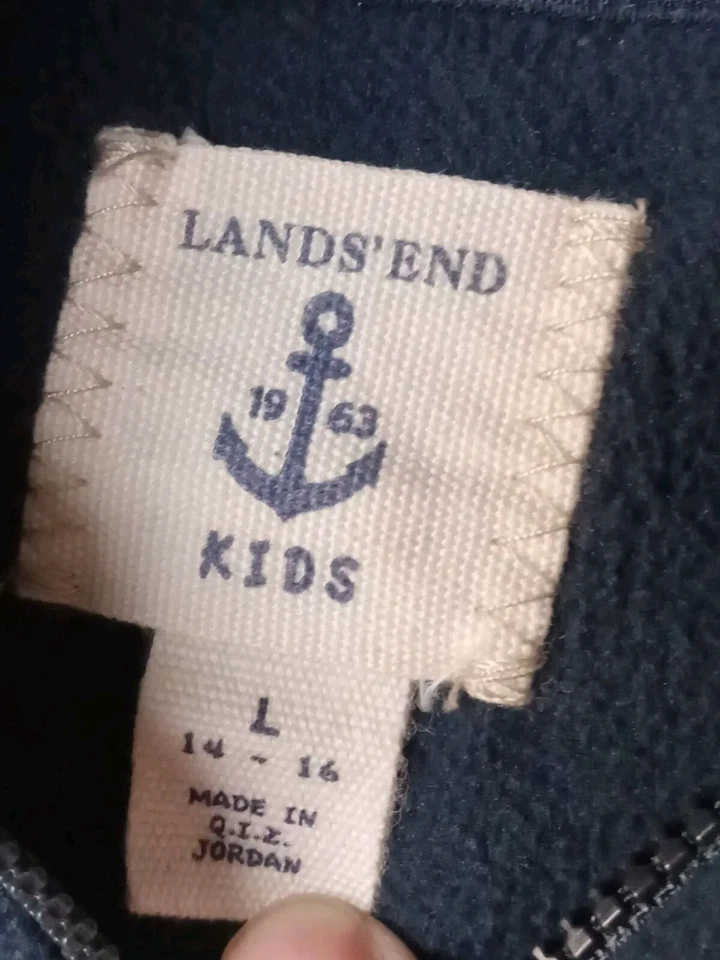 LANDS' END
19 63
KIDS
L
14 - 16
MADE IN
Q.I.Z.
JORDAN